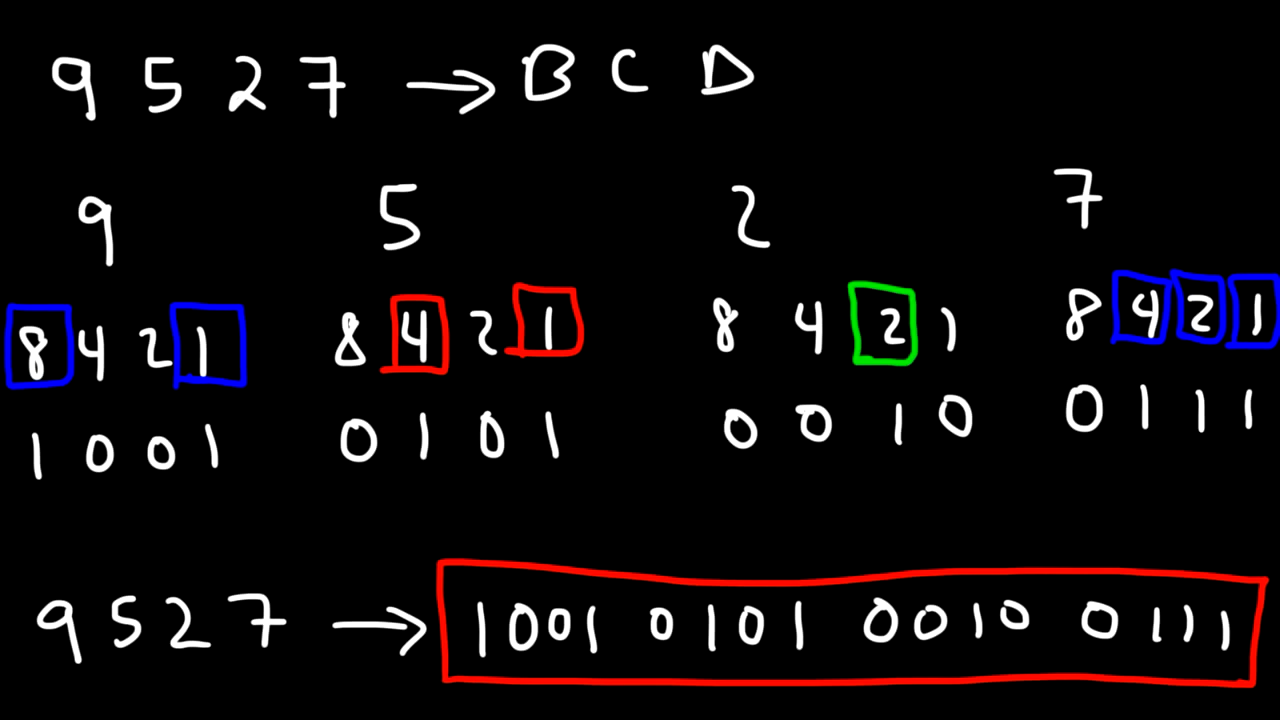 9 5 2 7 → B C D
9 5 2 7
8 4 2 1 8 4 2 1 8 4 2 1 8 4 2 1
1 0 0 1 0 1 0 1 0 0 1 0 0 1 1 1
9 5 2 7 → 1001 0101 0010 0111